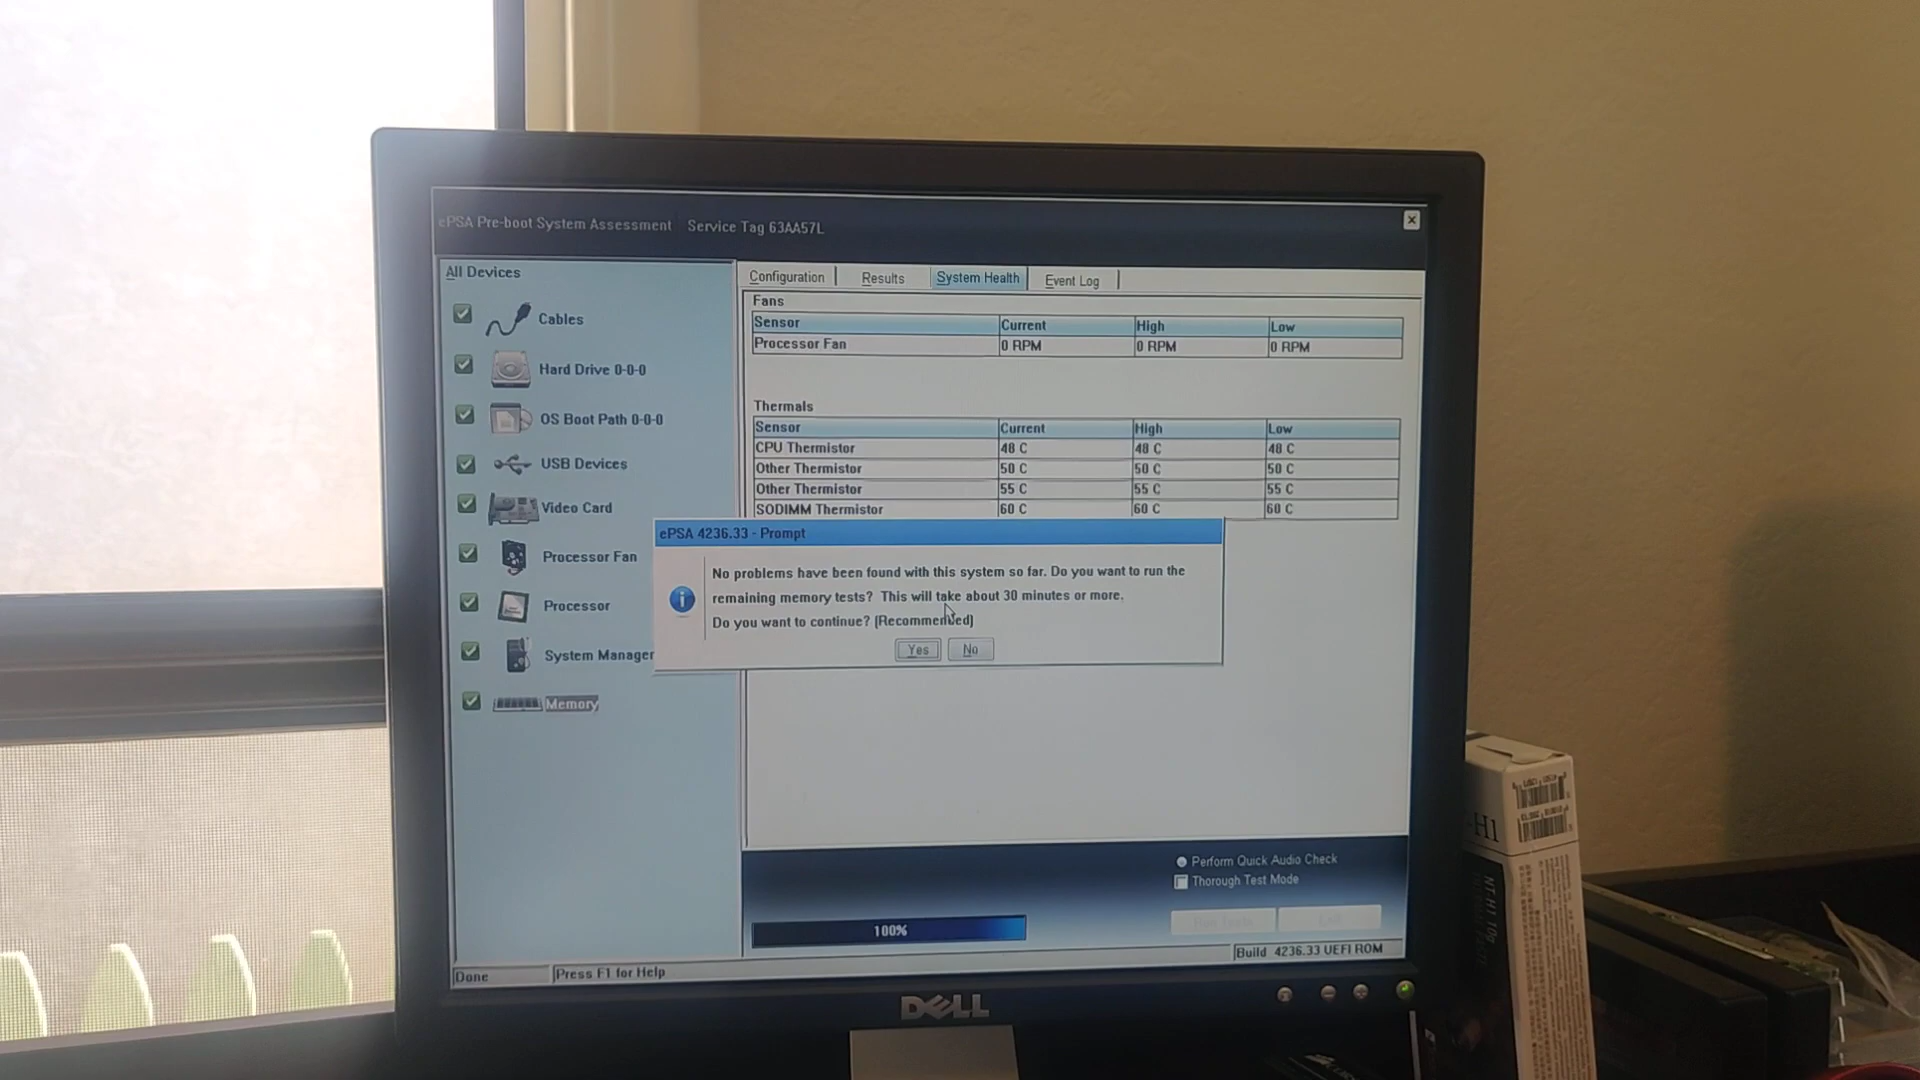 ePSA Pre-boot System Assessment Service Tag 63AA57L
All Devices
Cables
Hard Drive 0-0-0
OS Boot Path 0-0-0
USB Devices
Video Card
Processor Fan
Processor
System Manager
Memory
Configuration Results System Health Event Log
Fans
Sensor Current High Low
Processor Fan 0 RPM 0 RPM 0 RPM
Thermals
Sensor Current High Low
CPU Thermistor 48 C 48 C 48 C
Other Thermistor 50 C 50 C 50 C
Other Thermistor 55 C 55 C 55 C
SODIMM Thermistor 60 C 60 C 60 C
ePSA 4236.33 - Prompt
No problems have been found with this system so far. Do you want to run the
remaining memory tests? This will take about 30 minutes or more.
Do you want to continue? (Recommended)
Yes No
Perform Quick Audio Check
Thorough Test Mode
100%
Build 4236.33 UEFI ROM
Done Press F1 for Help
DELL
-H1
NT-H1 10g